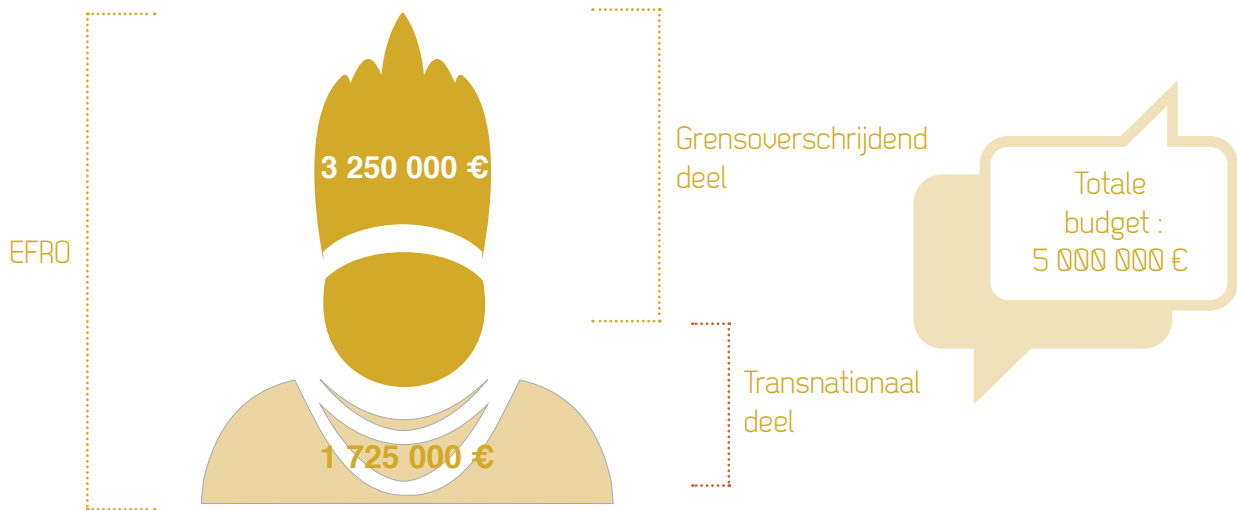 EFRO
3 250 000 €
Grensoverschrijdend
deel
1 725 000 €
Transnationaal
deel
Totale
budget :
5 000 000 €